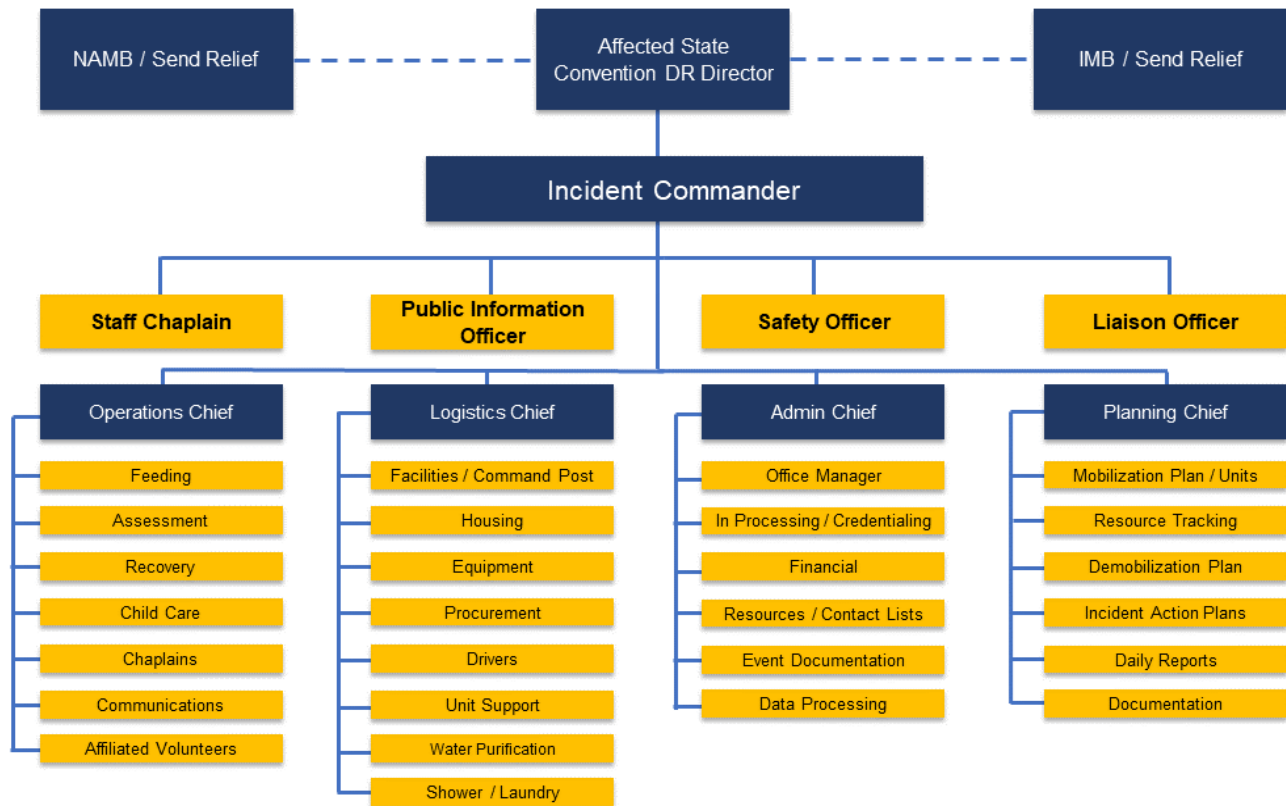 NAMB / Send Relief
Affected State
Convention DR Director
IMB / Send Relief
Incident Commander
Staff Chaplain
Public Information
Officer
Safety Officer
Liaison Officer
Operations Chief
Feeding
Assessment
Recovery
Child Care
Chaplains
Communications
Affiliated Volunteers
Logistics Chief
Facilities / Command Post
Housing
Equipment
Procurement
Drivers
Unit Support
Water Purification
Shower / Laundry
Admin Chief
Office Manager
In Processing / Credentialing
Financial
Resources / Contact Lists
Event Documentation
Data Processing
Planning Chief
Mobilization Plan / Units
Resource Tracking
Demobilization Plan
Incident Action Plans
Daily Reports
Documentation